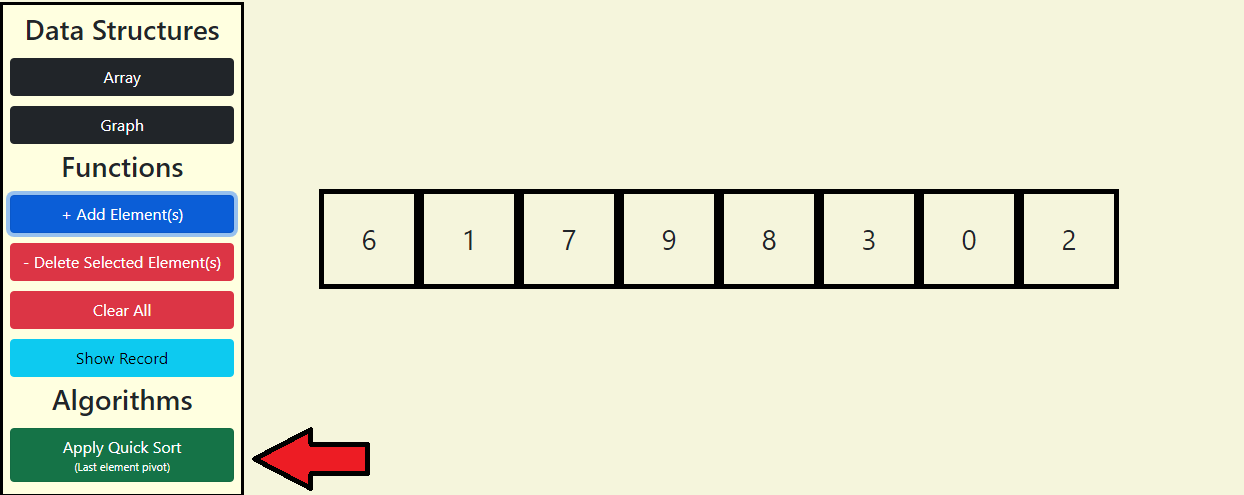 Data Structures
Array
Graph
Functions
+ Add Element(s)
- Delete Selected Element(s)
Clear All
Show Record
Algorithms
Apply Quick Sort
(Last element pivot)
6 1 7 9 8 3 0 2